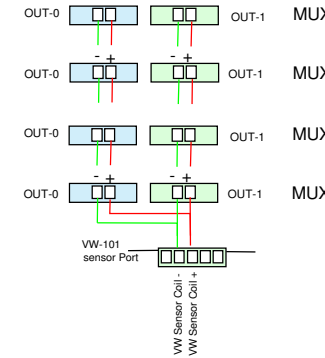 OUT-0 OUT-1 MUX
- + - +
OUT-0 OUT-1 MUX
OUT-0 OUT-1 MUX
- + - +
OUT-0 OUT-1 MUX
VW-101
sensor Port
VW Sensor Coil -
VW Sensor Coil +